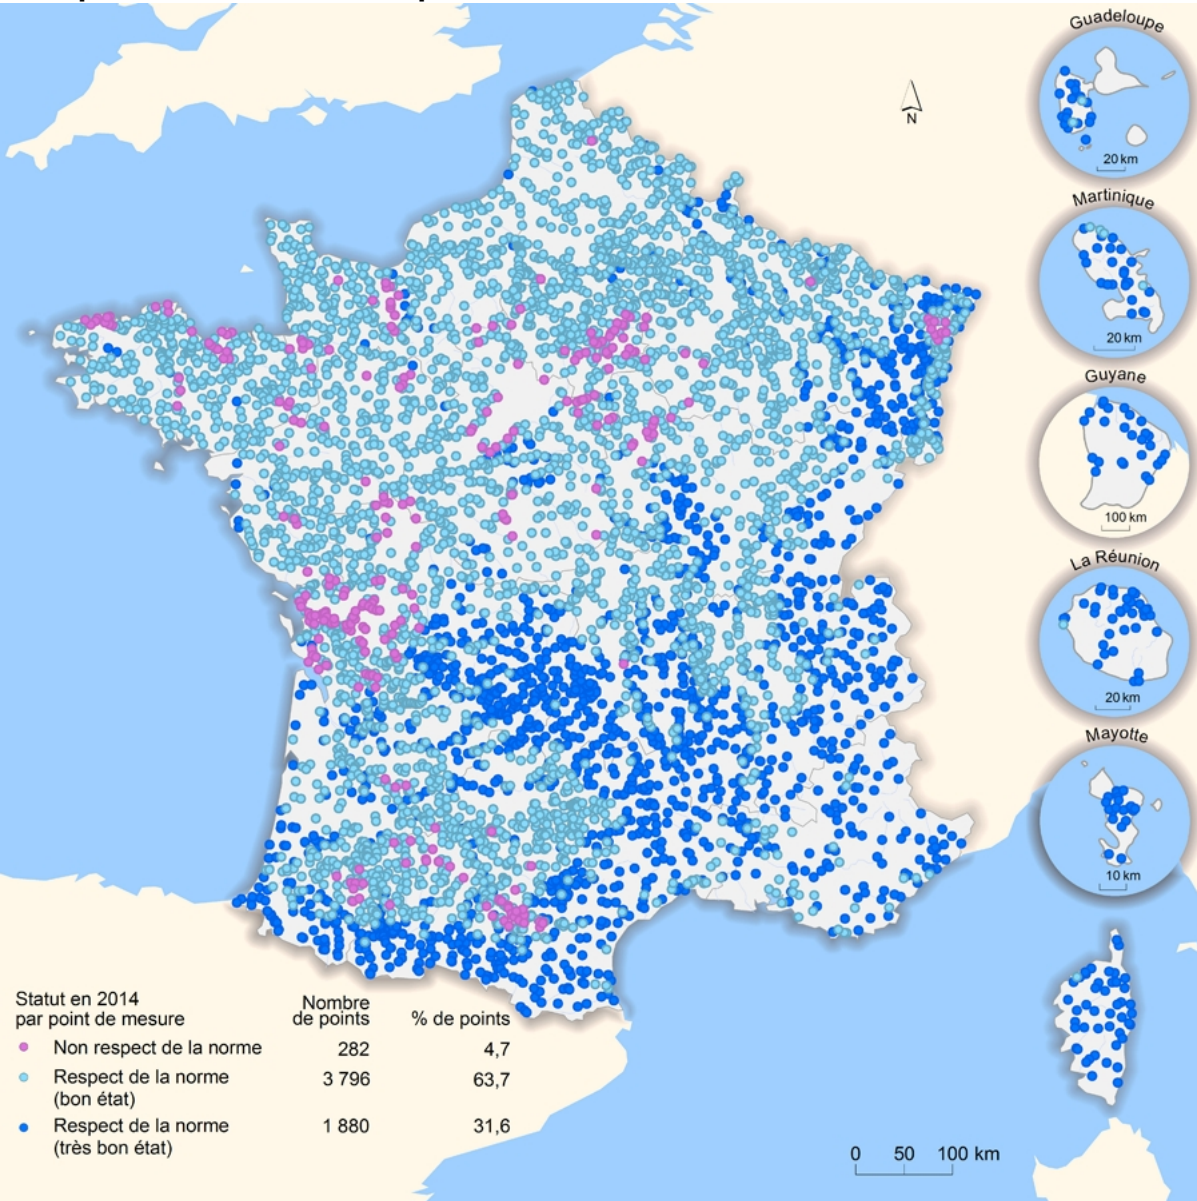 Guadeloupe
20 km
N
Martinique
20 km
Guyane
100 km
La Réunion
20 km
Mayotte
10 km
Statut en 2014
par point de mesure
Nombre
de points
% de points
Non respect de la norme 282 4,7
Respect de la norme
(bon état)
3 796 63,7
Respect de la norme
(très bon état)
1 880 31,6
0 50 100 km